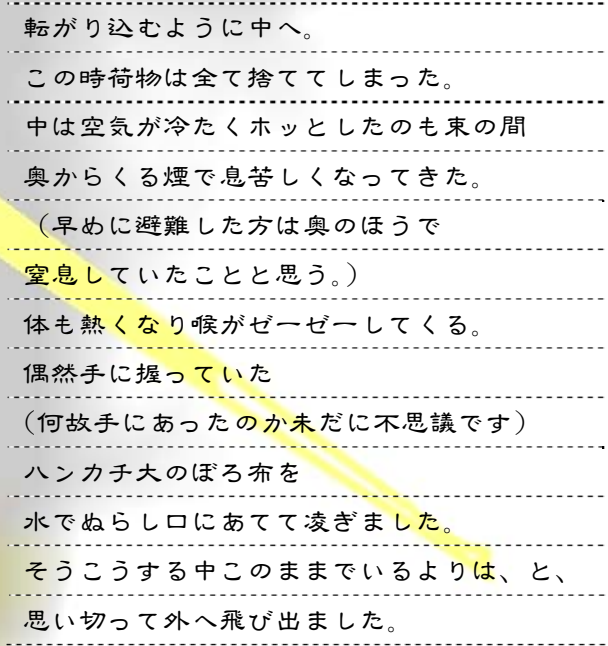 転がり込むように中へ。
この時荷物は全て捨ててしまった。
中は空気が冷たくホッとしたのも束の間
奥からくる煙で息苦しくなってきた。
（早めに避難した方は奥のほうで
窒息していたことと思う。）
体も熱くなり喉がゼーゼーしてくる。
偶然手に握っていた
（何故手にあったのか未だに不思議です）
ハンカチ大のぼろ布を
水でぬらし口にあてて凌ぎました。
そうこうする中このままでいるよりは、と、
思い切って外へ飛び出ました。